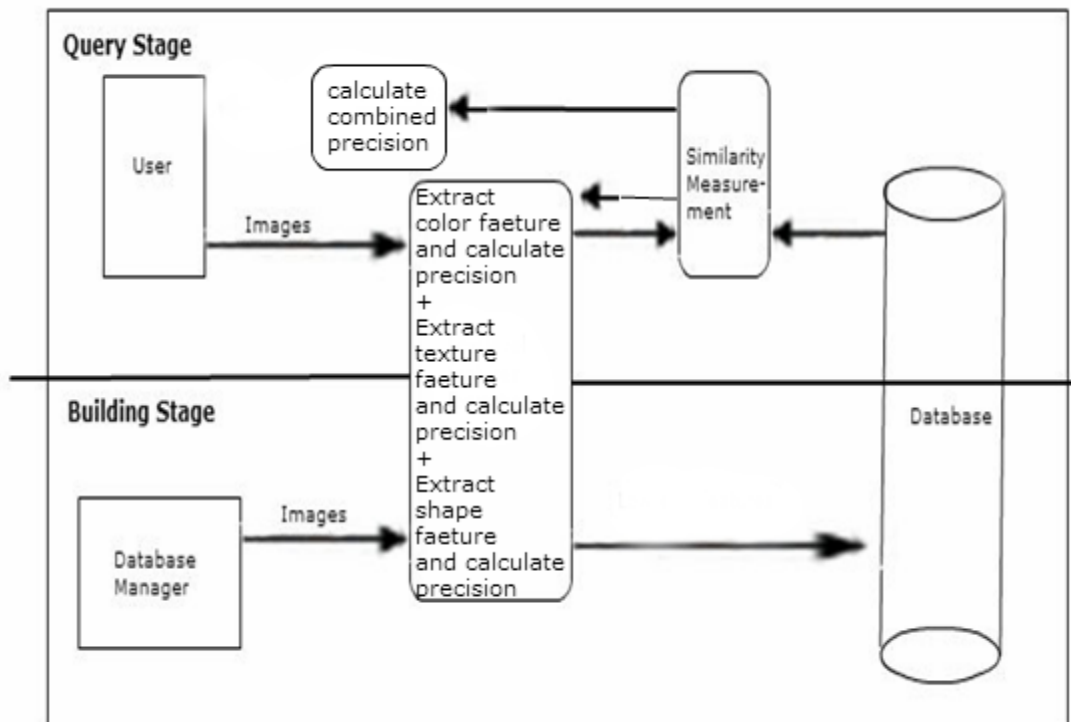 Query Stage
User
Images
calculate
combined
precision
Similarity
Measure-
ment
Extract
color faeture
and calculate
precision
+
Extract
texture
faeture
and calculate
precision
+
Extract
shape
faeture
and calculate
precision
Database
Building Stage
Images
Database
Manager